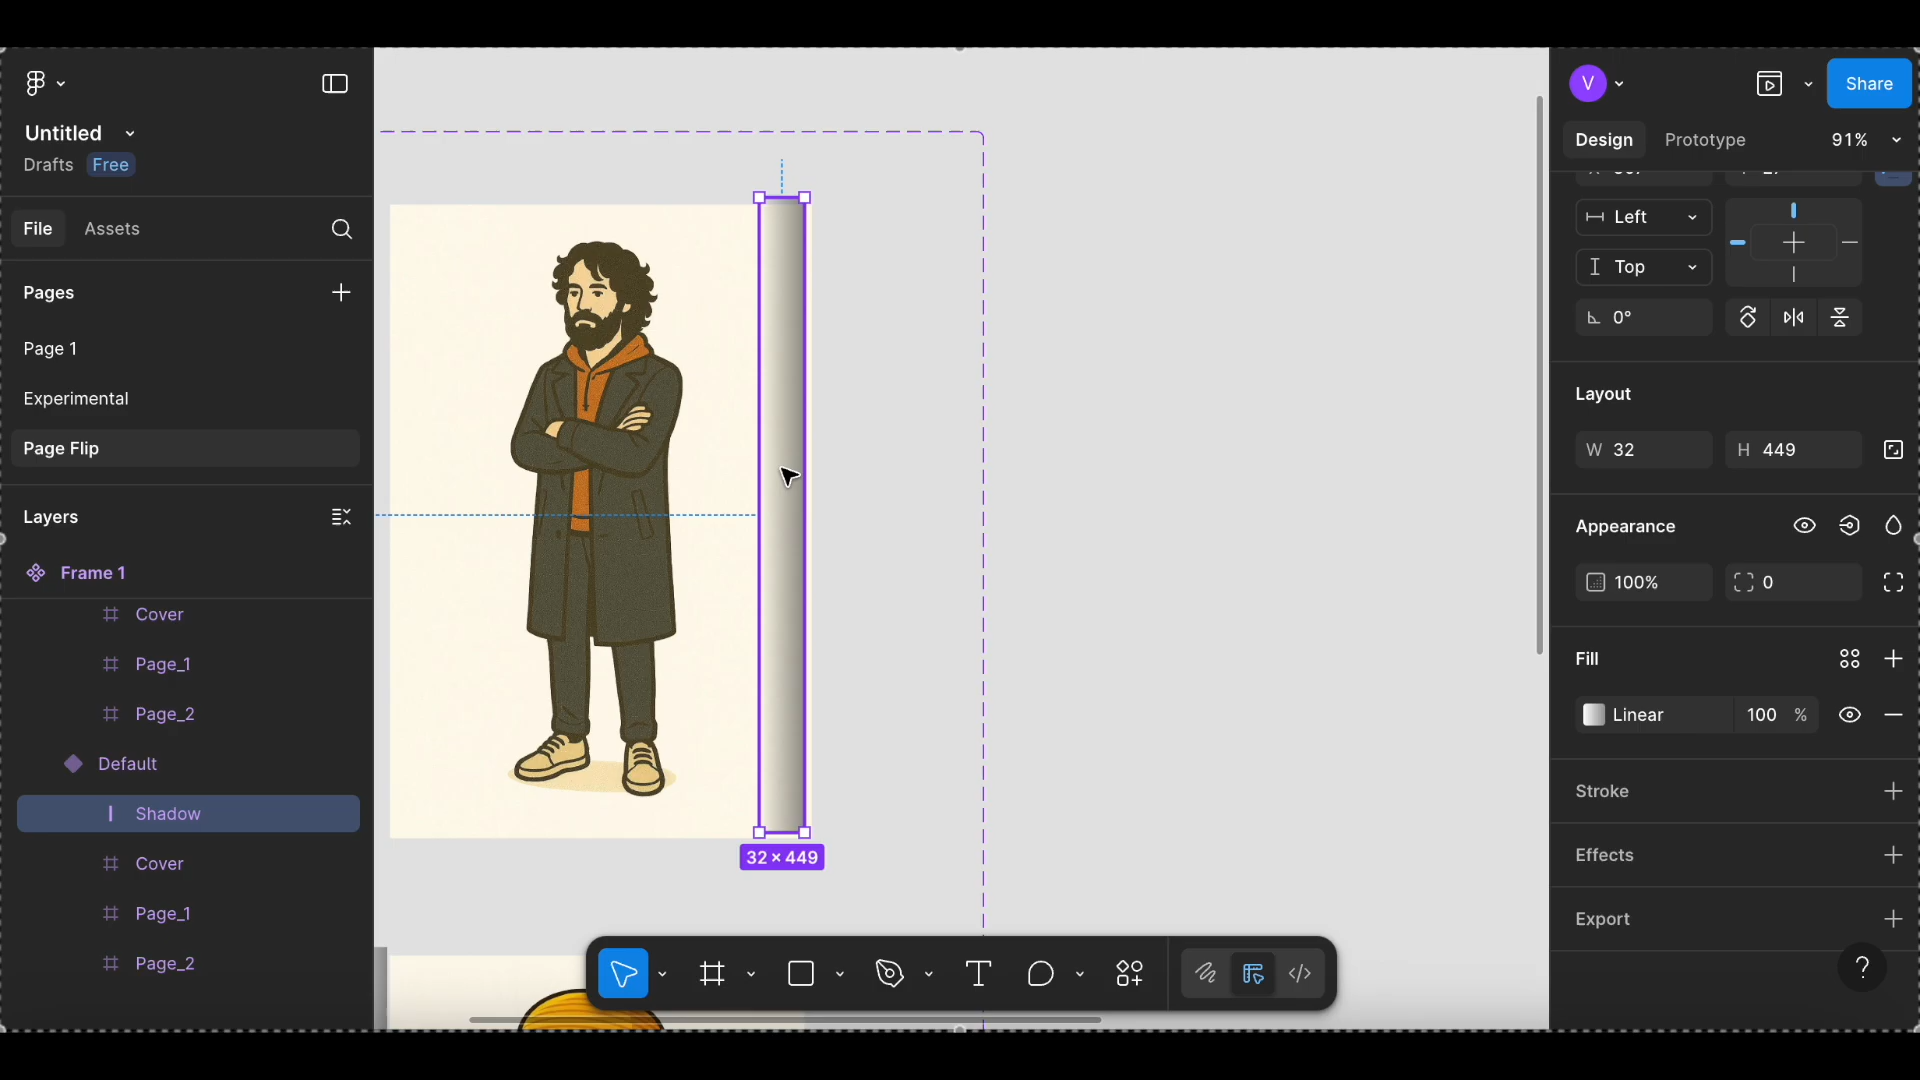 Untitled
Drafts Free
File Assets
Pages
Page 1
Experimental
Page Flip
Layers
Frame 1
Cover
Page_1
Page_2
Default
Shadow
Cover
Page_1
Page_2
32 × 449
V
Share
Design Prototype 91%
Left
Top
0°
Layout
W 32 H 449
Appearance
100% 0
Fill
Linear 100 %
Stroke
Effects
Export
?